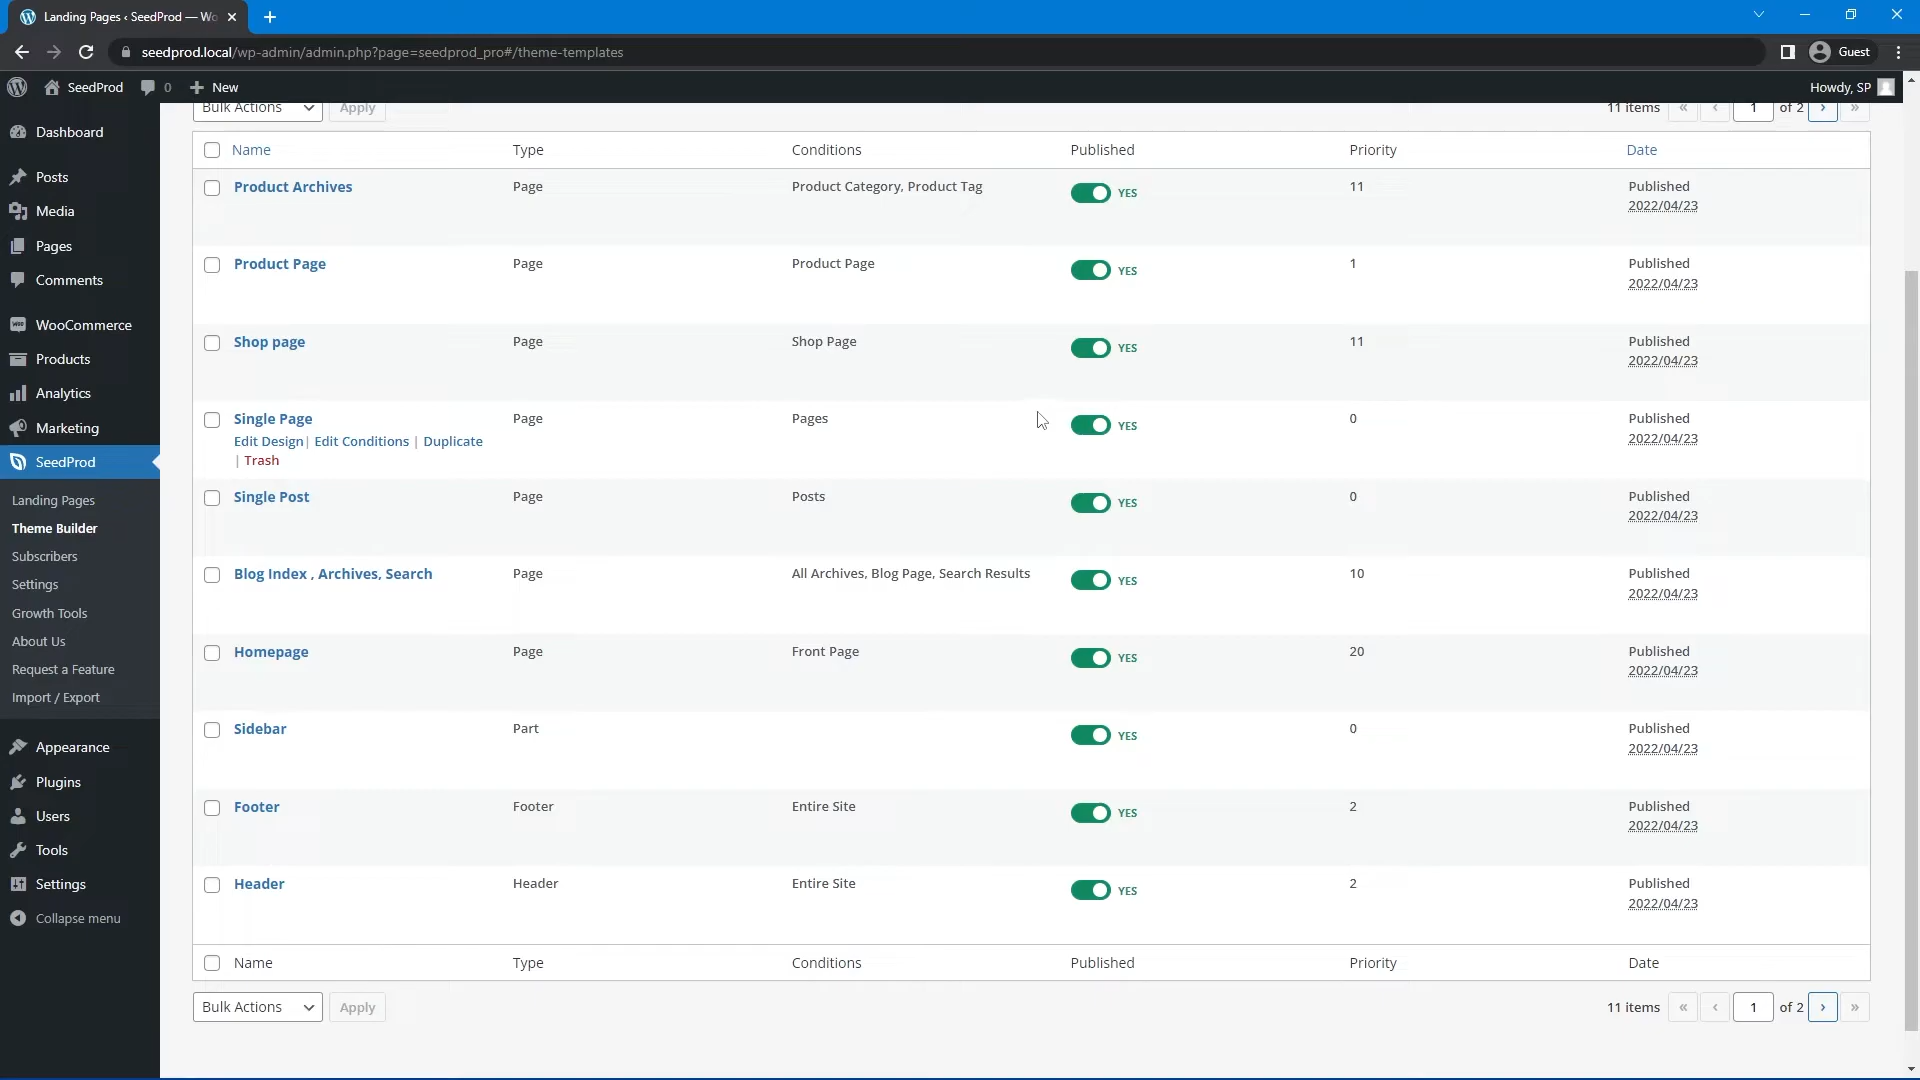 Landing Pages ‹ SeedProd — Wo
seedprod.local/wp-admin/admin.php?page=seedprod_pro#/theme-templates
Guest
SeedProd 0 New Howdy, SP
Dashboard
Posts
Media
Pages
Comments
WooCommerce
Products
Analytics
Marketing
SeedProd
Landing Pages
Theme Builder
Subscribers
Settings
Growth Tools
About Us
Request a Feature
Import / Export
Appearance
Plugins
Users
Tools
Settings
Collapse menu
Bulk Actions Apply 11 items « ‹ 1 of 2 › »
Name Type Conditions Published Priority Date
Product Archives Page Product Category, Product Tag YES 11 Published
2022/04/23
Product Page Page Product Page YES 1 Published
2022/04/23
Shop page Page Shop Page YES 11 Published
2022/04/23
Single Page Page Pages YES 0 Published
Edit Design | Edit Conditions | Duplicate 2022/04/23
| Trash
Single Post Page Posts YES 0 Published
2022/04/23
Blog Index , Archives, Search Page All Archives, Blog Page, Search Results YES 10 Published
2022/04/23
Homepage Page Front Page YES 20 Published
2022/04/23
Sidebar Part YES 0 Published
2022/04/23
Footer Footer Entire Site YES 2 Published
2022/04/23
Header Header Entire Site YES 2 Published
2022/04/23
Name Type Conditions Published Priority Date
Bulk Actions Apply 11 items « ‹ 1 of 2 › »